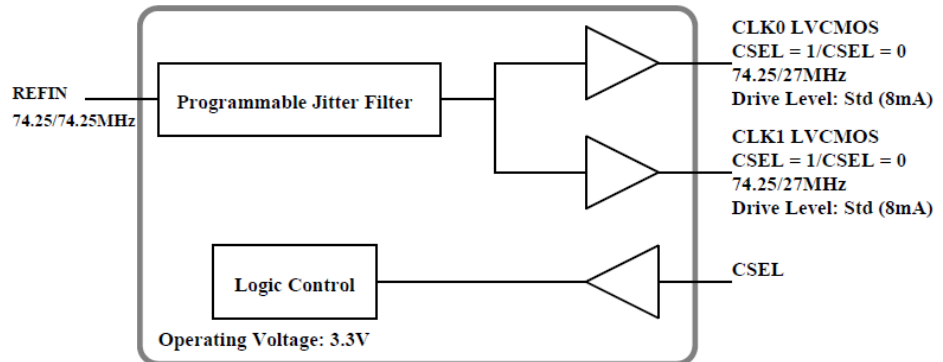 REFIN
74.25/74.25MHz
Programmable Jitter Filter
CLK0 LVCMOS
CSEL = 1/CSEL = 0
74.25/27MHz
Drive Level: Std (8mA)
CLK1 LVCMOS
CSEL = 1/CSEL = 0
74.25/27MHz
Drive Level: Std (8mA)
Logic Control
CSEL
Operating Voltage: 3.3V